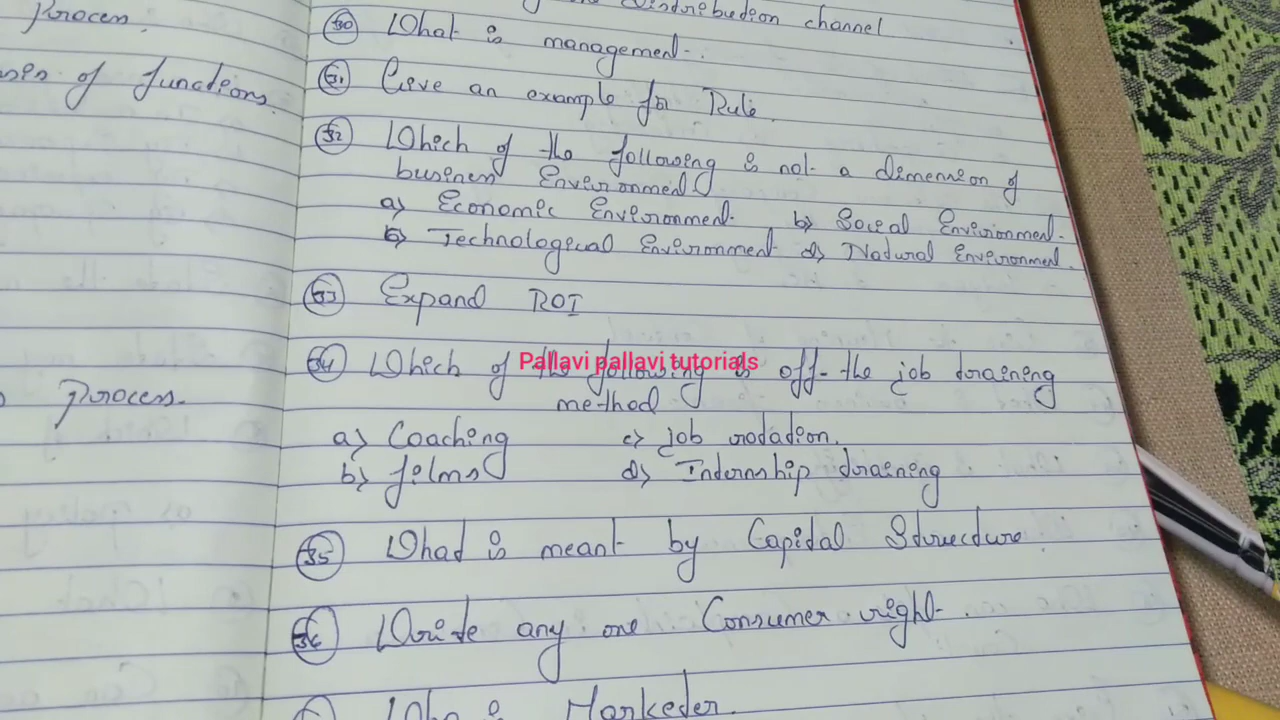 Process
of functions
Process.
Distribution channel
30 What is management.
31 Give an example for Rule.
32 Which of the following is not a dimension of
business Environment
a) Economic Environment. b) Social Environment.
c) Technological Environment d) Natural Environment.
33 Expand ROI
34 Which of the following is off-the job training
method
a) Coaching c) job rotation.
b) films d) Internship training
35 What is meant by Capital Structure
36 Write any one Consumer right.
Who is Marketer.
Pallavi pallavi tutorials